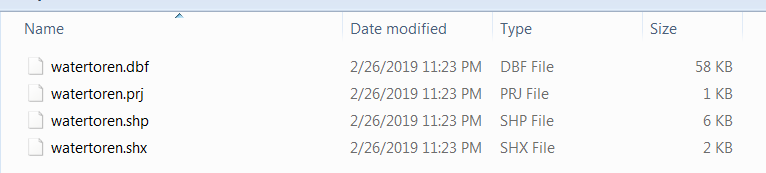 Name Date modified Type Size
watertoren.dbf 2/26/2019 11:23 PM DBF File 58 KB
watertoren.prj 2/26/2019 11:23 PM PRJ File 1 KB
watertoren.shp 2/26/2019 11:23 PM SHP File 6 KB
watertoren.shx 2/26/2019 11:23 PM SHX File 2 KB